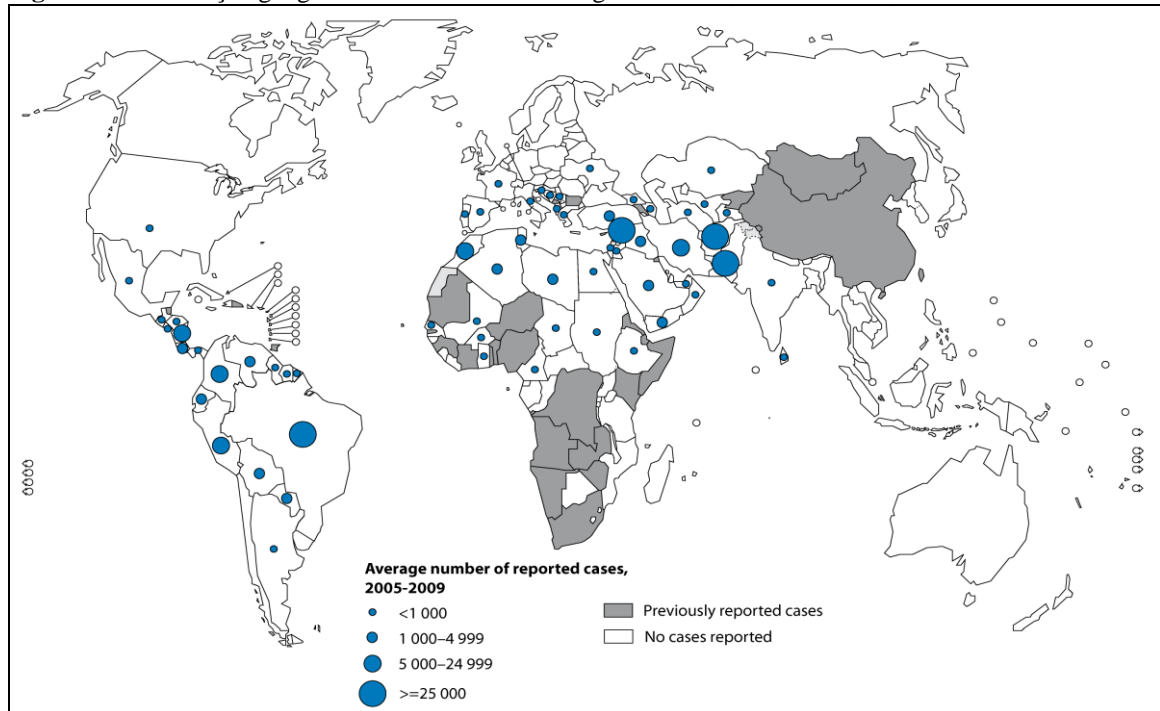 Average number of reported cases,
2005-2009
<1 000
1 000–4 999
5 000–24 999
>=25 000
Previously reported cases
No cases reported